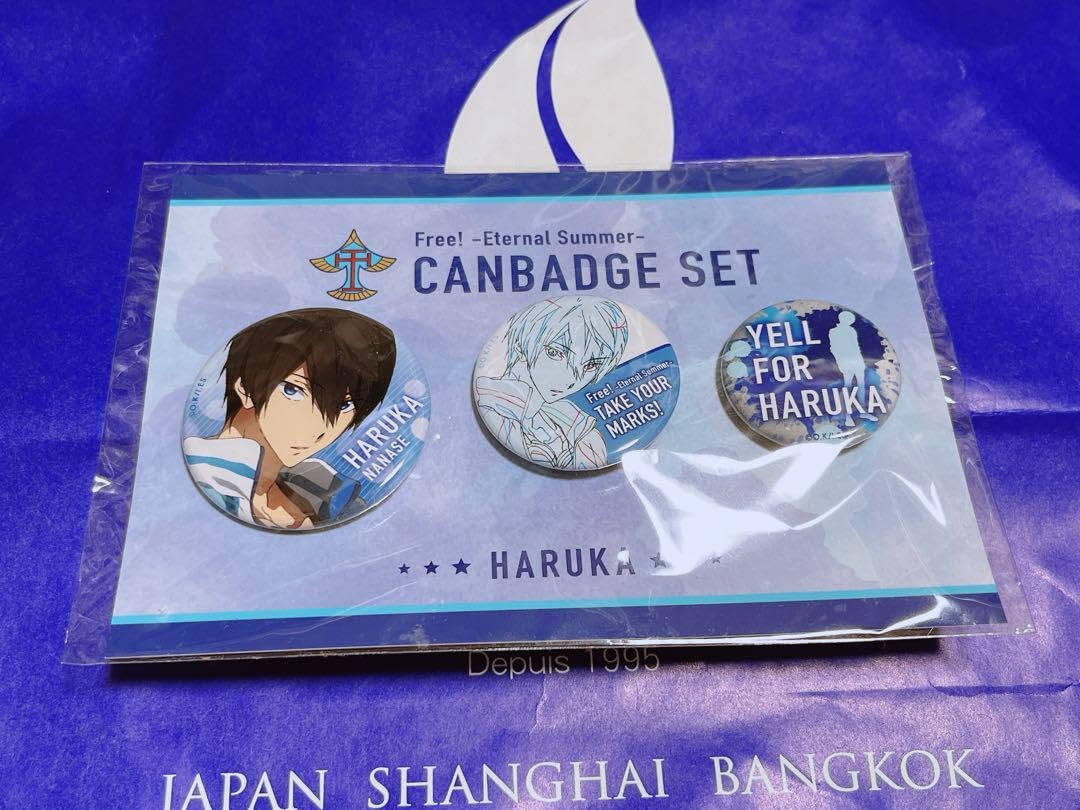 Free! -Eternal Summer-
CANBADGE SET
HARUKA
NANASE
Free! -Eternal Summer-
TAKE YOUR
MARKS!
YELL
FOR
HARUKA
★★★ HARUKA ★
Depuis 1995
JAPAN SHANGHAI BANGKOK